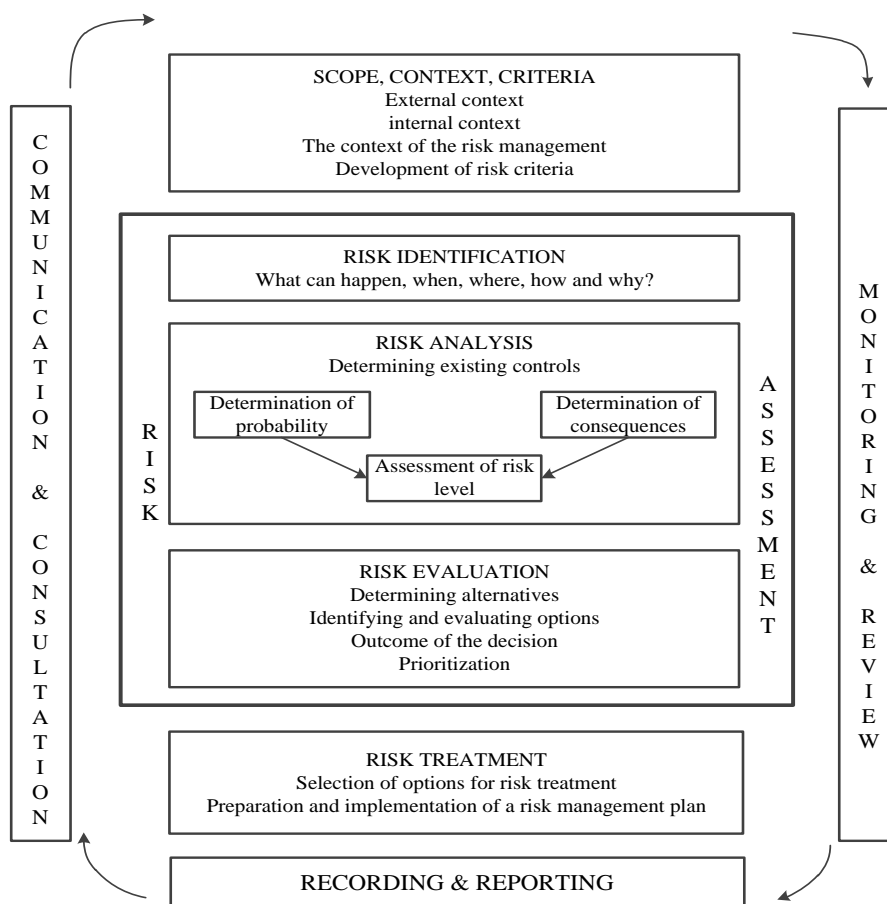 SCOPE, CONTEXT, CRITERIA
External context
internal context
The context of the risk management
Development of risk criteria
COMMUNICATION & CONSULTATION
RISK IDENTIFICATION
What can happen, when, where, how and why?
RISK ANALYSIS
Determining existing controls
Determination of
probability
Determination of
consequences
Assessment of risk
level
RISK
ASSESSMENT
RISK EVALUATION
Determining alternatives
Identifying and evaluating options
Outcome of the decision
Prioritization
MONITORING & REVIEW
RISK TREATMENT
Selection of options for risk treatment
Preparation and implementation of a risk management plan
RECORDING & REPORTING